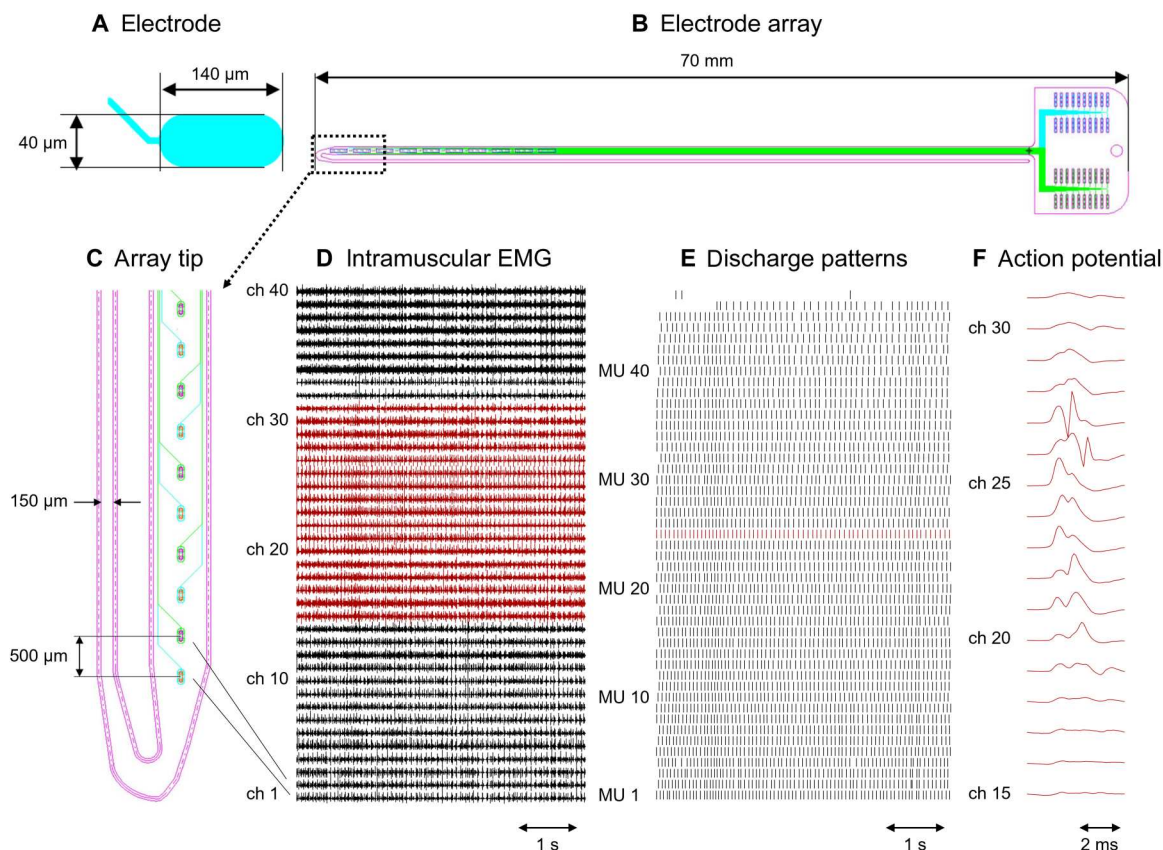 A Electrode
B Electrode array
140 µm
70 mm
40 µm
C Array tip
D Intramuscular EMG
E Discharge patterns
F Action potential
ch 40
ch 30
ch 20
ch 10
ch 1
150 µm
500 µm
MU 40
MU 30
MU 20
MU 10
MU 1
ch 30
ch 25
ch 20
ch 15
1 s
1 s
2 ms